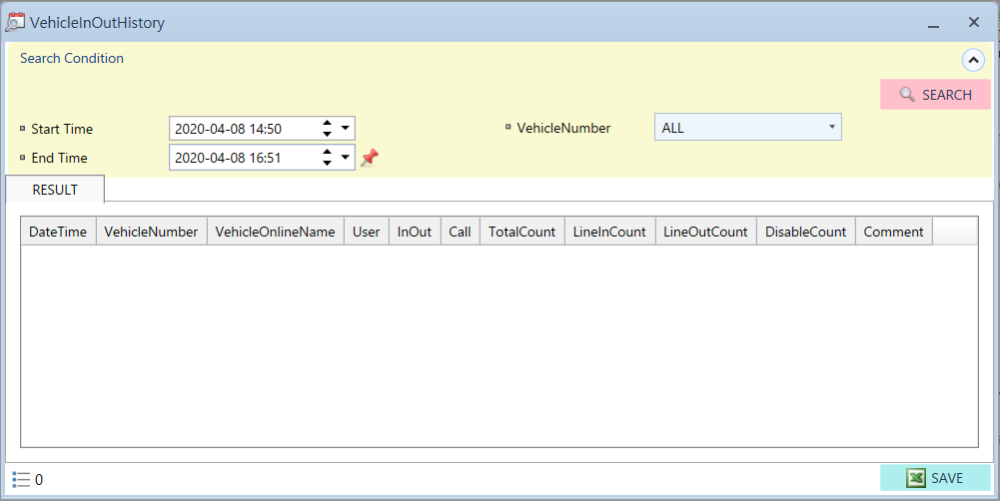 VehicleInOutHistory
Search Condition
SEARCH
Start Time 2020-04-08 14:50 VehicleNumber ALL
End Time 2020-04-08 16:51
RESULT
DateTime VehicleNumber VehicleOnlineName User InOut Call TotalCount LineInCount LineOutCount DisableCount Comment
0 SAVE